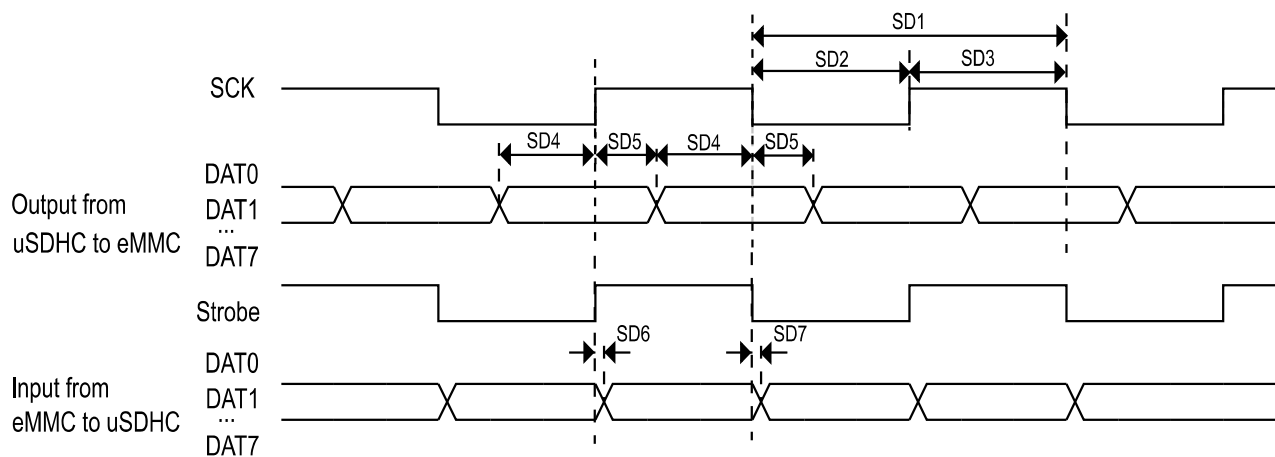 SD1
SD2
SD3
SCK
SD4
SD5
SD4
SD5
DAT0
Output from
DAT1
uSDHC to eMMC
...
DAT7
Strobe
SD6
SD7
DAT0
Input from
DAT1
eMMC to uSDHC
...
DAT7